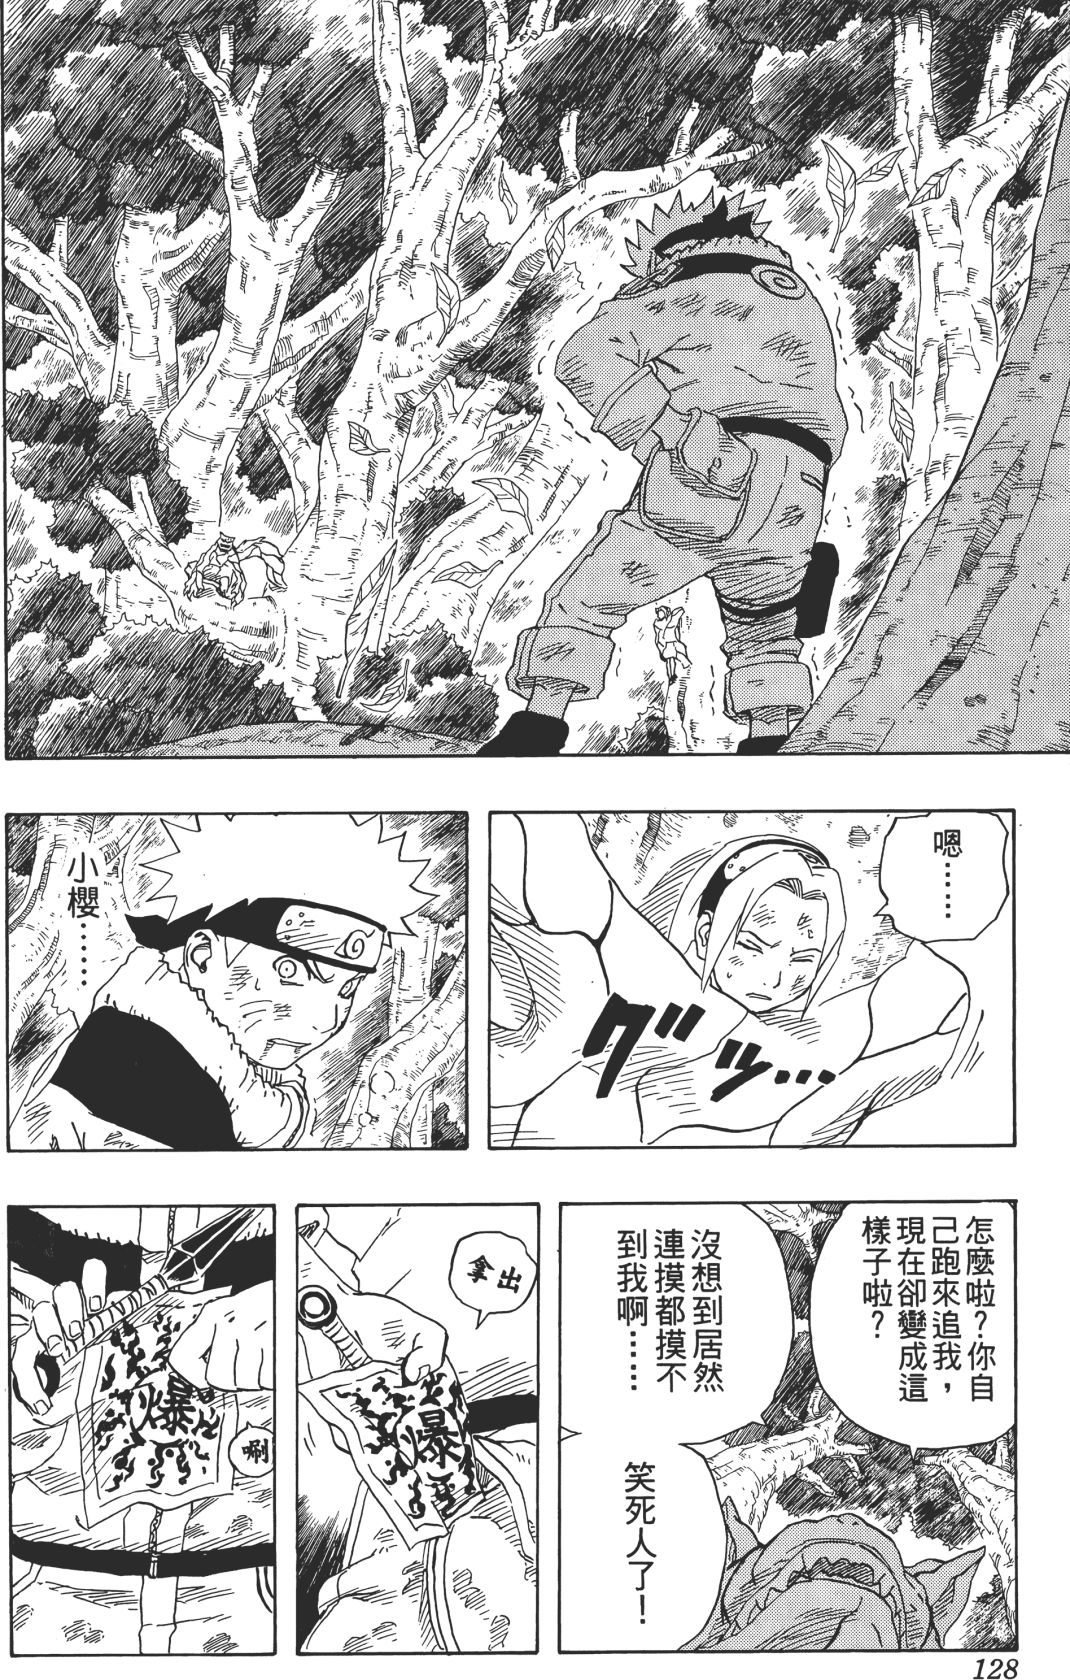 嗯……
グッ…
小櫻……
怎麼啦?你自
己跑來追我,
現在卻變成這
樣子啦?
沒想到居然
連摸都摸不
到我啊……
笑死人了!
拿出
爆
唰
爆
128